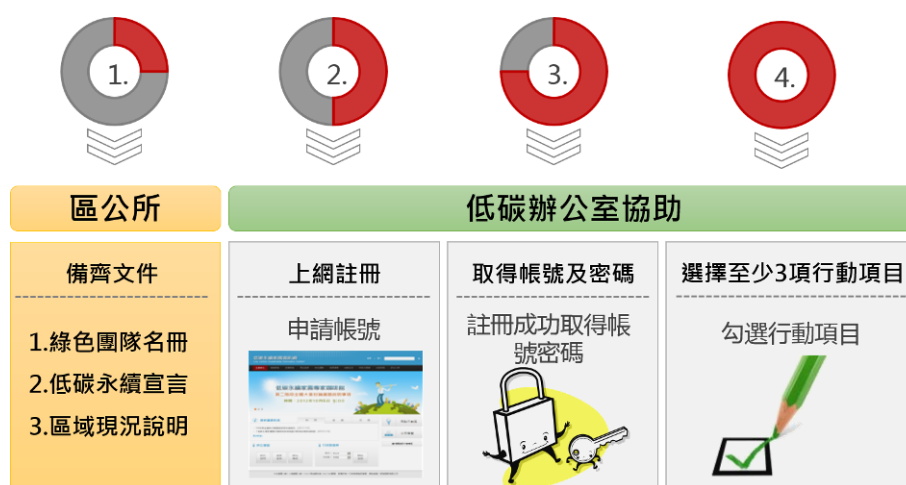 1.
2.
3.
4.
區公所
低碳辦公室協助
備齊文件
1.綠色團隊名冊
2.低碳永續宣言
3.區域現況說明
上網註冊
申請帳號
取得帳號及密碼
註冊成功取得帳
號密碼
選擇至少3項行動項目
勾選行動項目